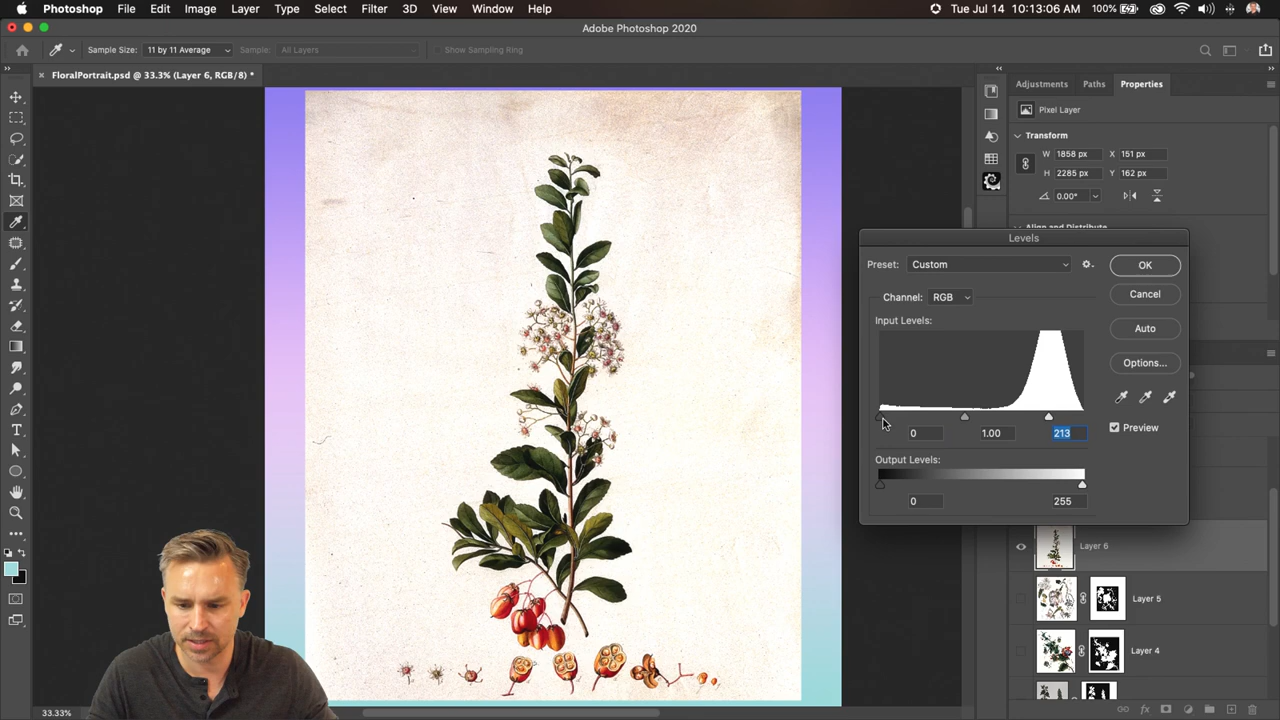 Photoshop File Edit Image Layer Type Select Filter 3D View Window Help 100% Tue Jul 14 10:13:06 AM
Adobe Photoshop 2020
Sample Size: 11 by 11 Average Sample: All Layers Show Sampling Ring
FloralPortrait.psd @ 33.3% (Layer 6, RGB/8) *
Adjustments Paths Properties
Pixel Layer
Transform
W 1858 px X 151 px
H 2285 px Y 162 px
0.00°
Align and Distribute
Levels
Preset: Custom OK
Cancel
Channel: RGB
Input Levels:
Auto
Options...
0 1.00 213
Preview
Output Levels:
0 255
Layer 6
Layer 5
Layer 4
33.33%
fx